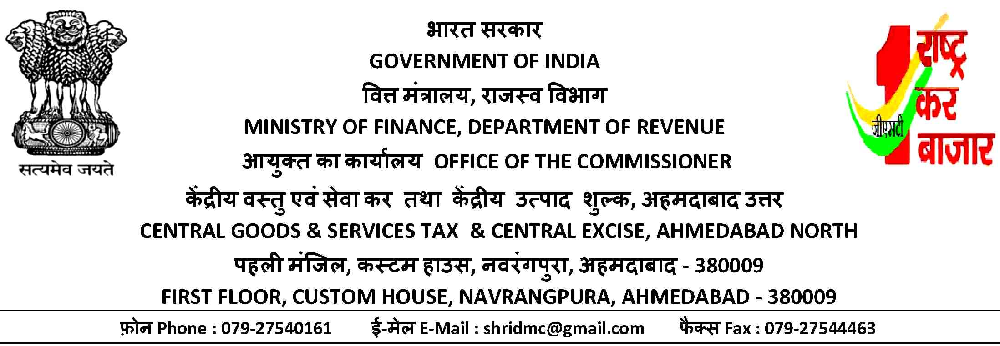 भारत सरकार
GOVERNMENT OF INDIA
वित्त मंत्रालय, राजस्व विभाग
MINISTRY OF FINANCE, DEPARTMENT OF REVENUE
आयुक्त का कार्यालय OFFICE OF THE COMMISSIONER
केंद्रीय वस्तु एवं सेवा कर तथा केंद्रीय उत्पाद शुल्क, अहमदाबाद उत्तर
CENTRAL GOODS & SERVICES TAX & CENTRAL EXCISE, AHMEDABAD NORTH
पहली मंजिल, कस्टम हाउस, नवरंगपुरा, अहमदाबाद - 380009
FIRST FLOOR, CUSTOM HOUSE, NAVRANGPURA, AHMEDABAD - 380009
फ़ोन Phone : 079-27540161 ई-मेल E-Mail : shridmc@gmail.com फैक्स Fax : 079-27544463
सत्यमेव जयते
1
राष्ट्र
कर
बाजार
जीएसटी